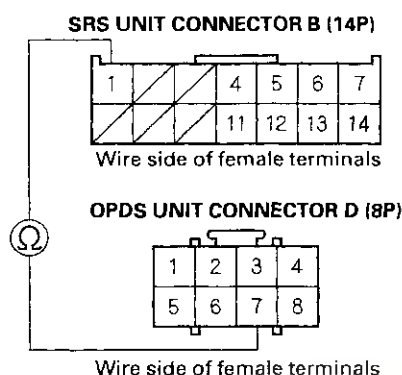 SRS UNIT CONNECTOR B (14P)
1 4 5 6 7
11 12 13 14
Wire side of female terminals
Ω
OPDS UNIT CONNECTOR D (8P)
1 2 3 4
5 6 7 8
Wire side of female terminals